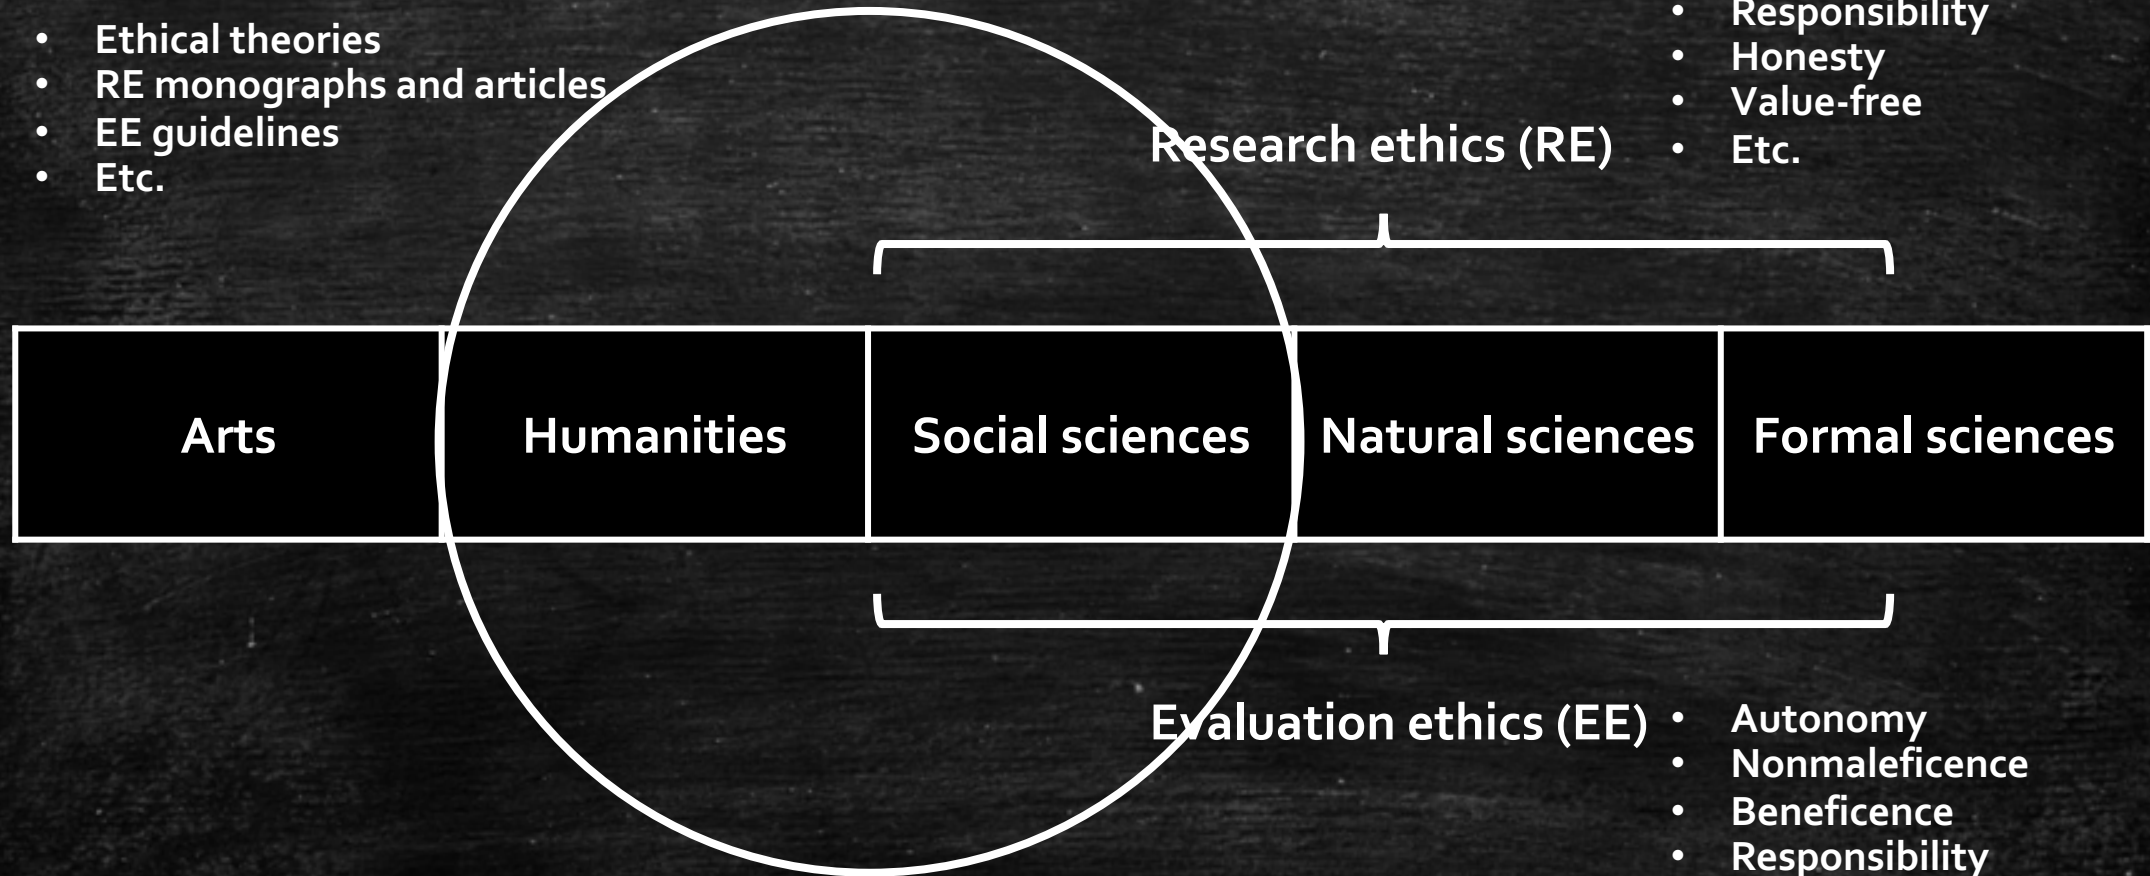 • Ethical theories
• RE monographs and articles
• EE guidelines
• Etc.
• Responsibility
• Honesty
• Value-free
• Etc.
Research ethics (RE)
Arts
Humanities
Social sciences
Natural sciences
Formal sciences
Evaluation ethics (EE)
• Autonomy
• Nonmaleficence
• Beneficence
• Responsibility